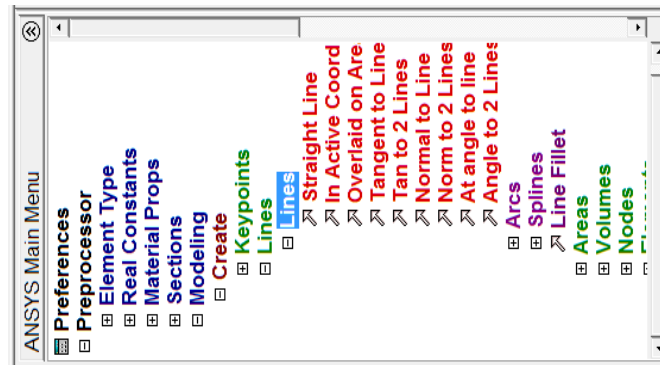 ANSYS Main Menu
Preferences
Preprocessor
Element Type
Real Constants
Material Props
Sections
Modeling
Create
Keypoints
Lines
Lines
Straight Line
In Active Coord
Overlaid on Are
Tangent to Line
Tan to 2 Lines
Normal to Line
Norm to 2 Lines
At angle to line
Angle to 2 Lines
Arcs
Splines
Line Fillet
Areas
Volumes
Nodes